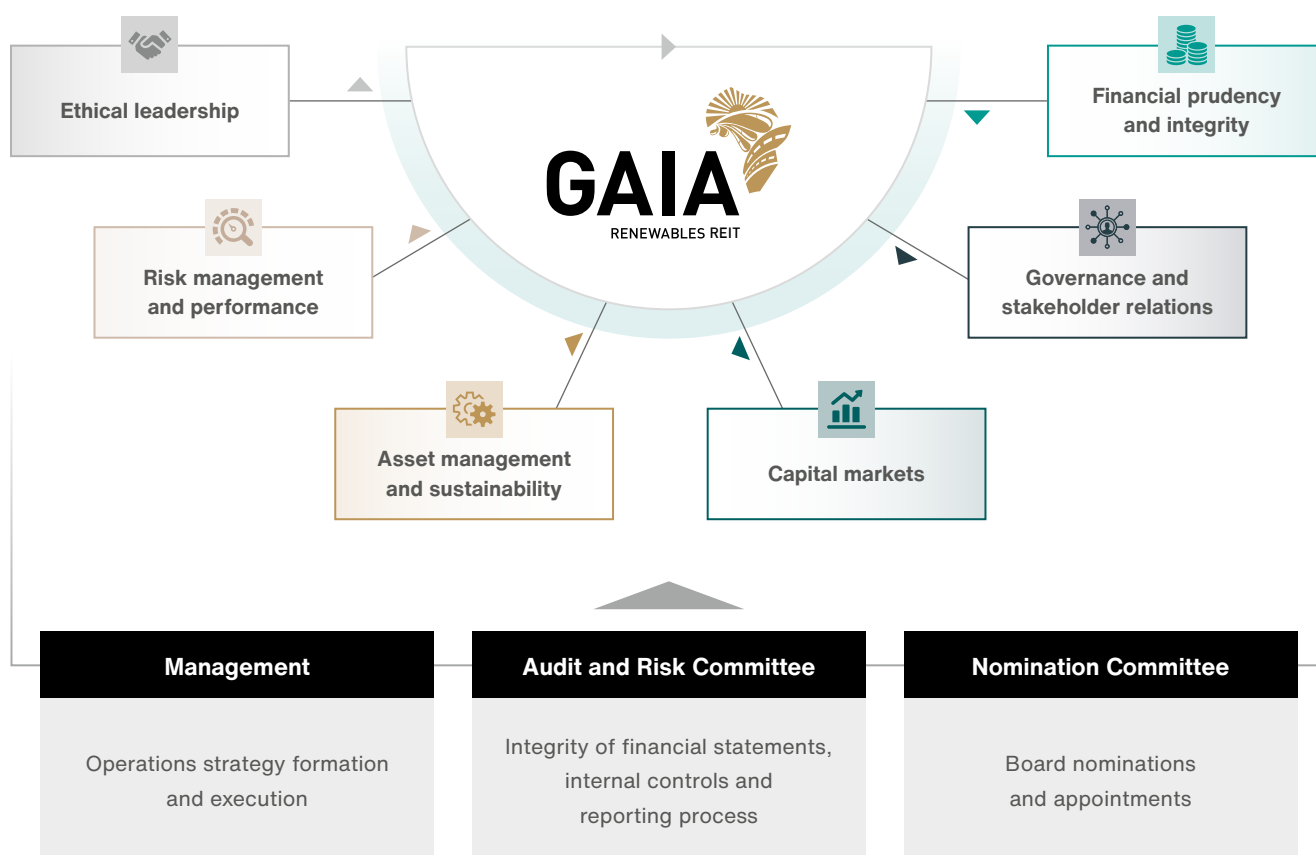 Ethical leadership
Financial prudency
and integrity
GAIA
RENEWABLES REIT
Risk management
and performance
Governance and
stakeholder relations
Asset management
and sustainability
Capital markets
Management
Operations strategy formation
and execution
Audit and Risk Committee
Integrity of financial statements,
internal controls and
reporting process
Nomination Committee
Board nominations
and appointments